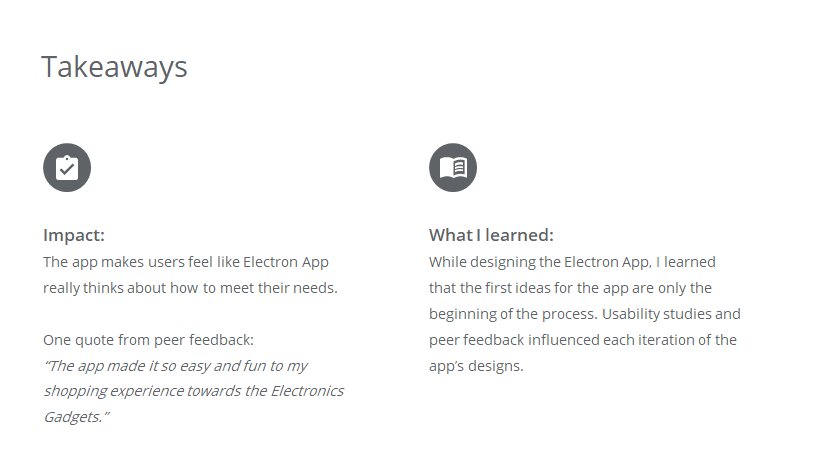 Takeaways
Impact:
The app makes users feel like Electron App
really thinks about how to meet their needs.
One quote from peer feedback:
“The app made it so easy and fun to my
shopping experience towards the Electronics
Gadgets.”
What I learned:
While designing the Electron App, I learned
that the first ideas for the app are only the
beginning of the process. Usability studies and
peer feedback influenced each iteration of the
app’s designs.